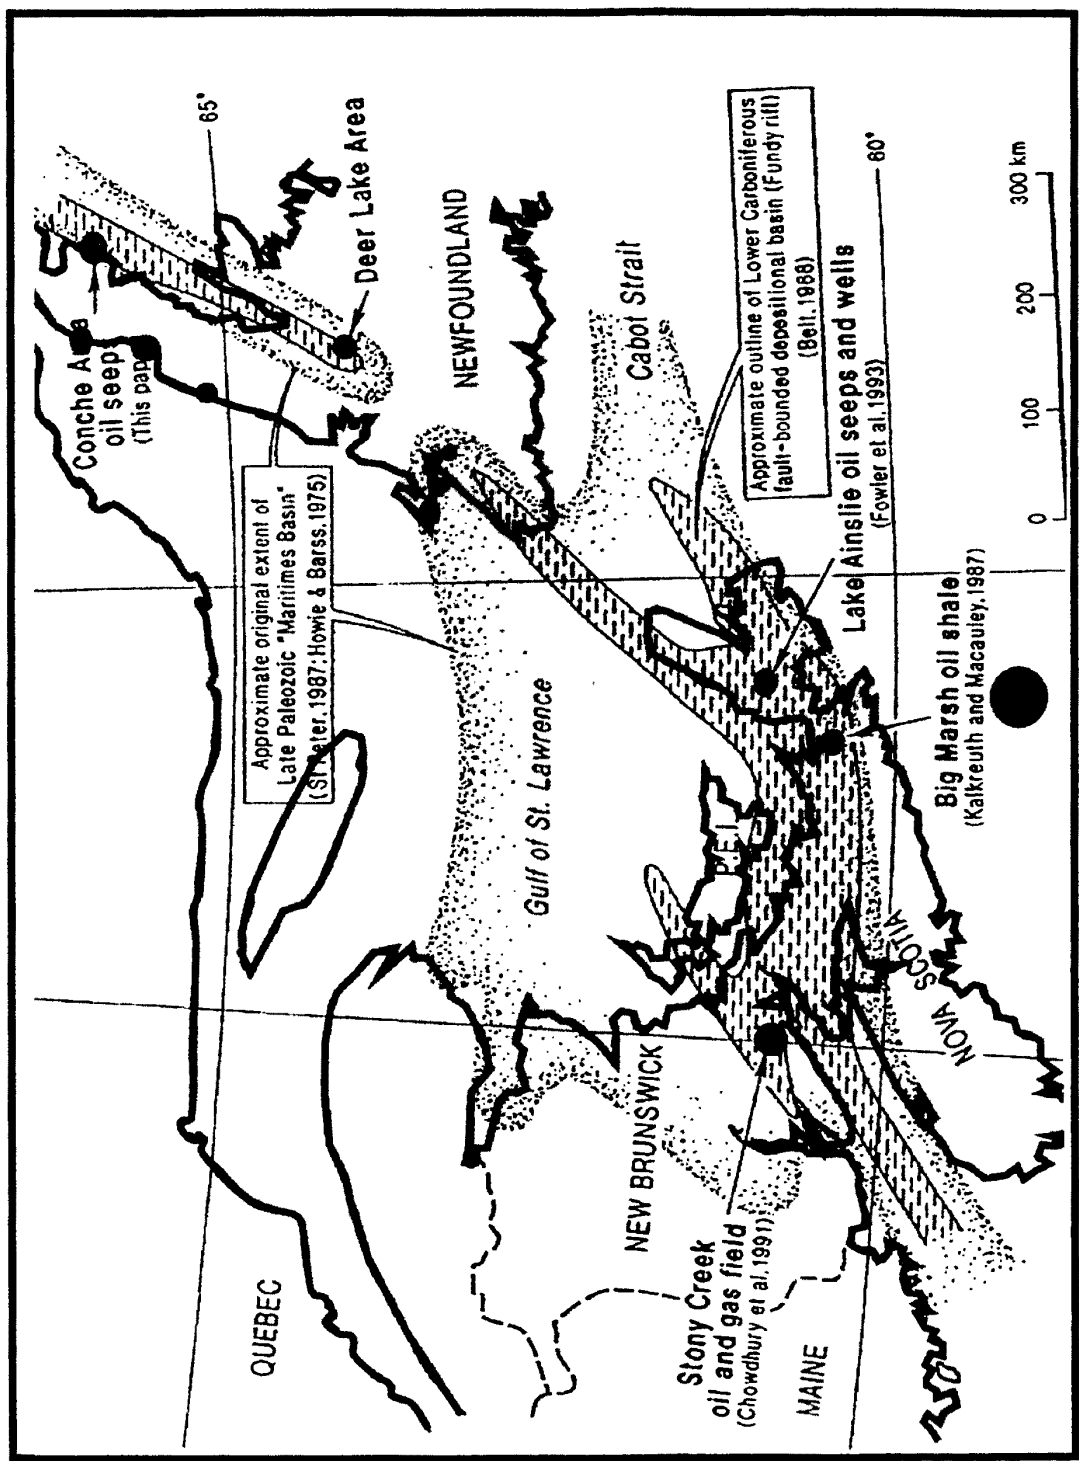 65°
Conche A a
oil seep
(This pap
Deer Lake Area
NEWFOUNDLAND
Approximate original extent of
Late Paleozoic "Maritimes Basin"
(St Peter,1987;Howie & Barss,1975)
Cabot Strait
Approximate outline of Lower Carboniferous
fault-bounded depositional basin (Fundy rift)
(Belt,1968)
60°
Lake Ainslie oil seeps and wells
(Fowler et al,1993)
Big Marsh oil shale
(Kalkreuth and Macauley,1987)
Gulf of St. Lawrence
P.E.I.
NOVA SCOTIA
NEW BRUNSWICK
QUEBEC
Stony Creek
oil and gas field
(Chowdhury et al,1991)
MAINE
0 100 200 300 km